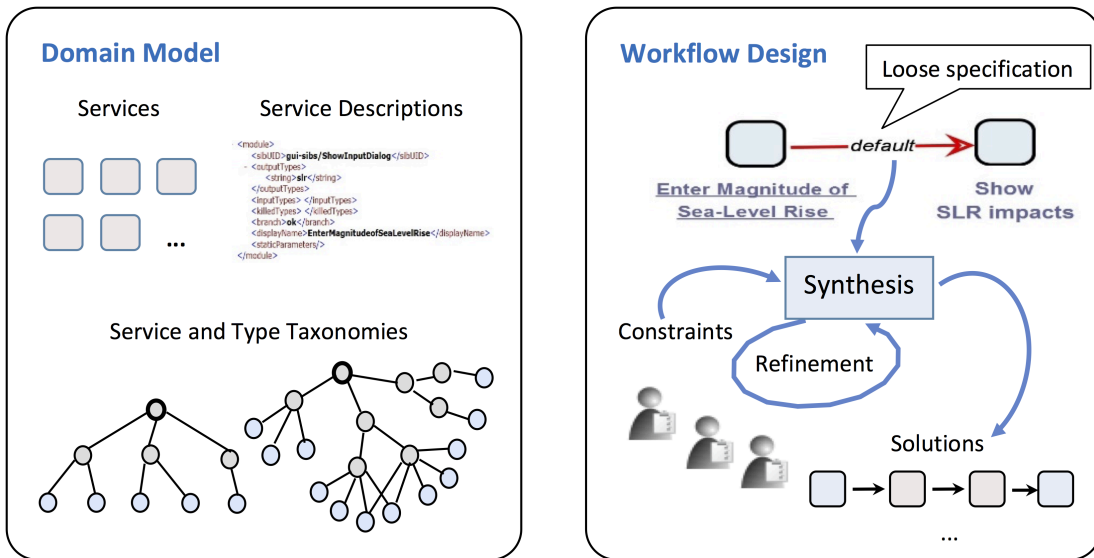 Domain Model
Services
Service Descriptions
<module>
<sibUID>gui-sibs/ShowInputDialog</sibUID>
- <outputTypes>
<string>slr</string>
</outputTypes>
<inputTypes> </inputTypes>
<killedTypes> </killedTypes>
<branch>ok</branch>
<displayName>EnterMagnitudeofSeaLevelRise</displayName>
<staticParameters/>
</module>
...
Service and Type Taxonomies
Workflow Design
Loose specification
default
Enter Magnitude of
Sea-Level Rise
Show
SLR impacts
Synthesis
Constraints
Refinement
Solutions
...